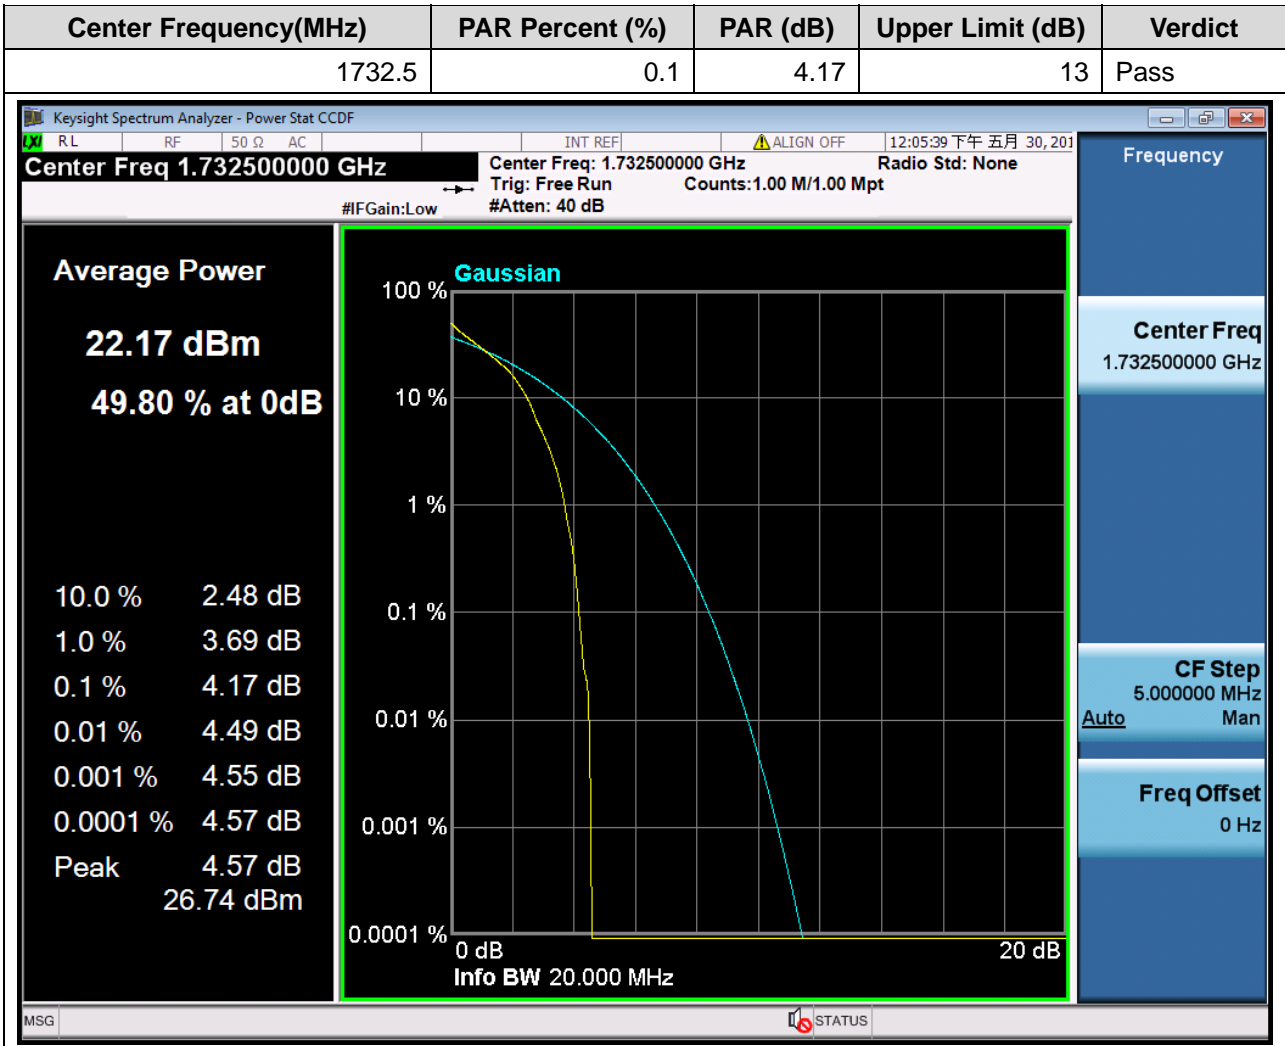 Center Frequency(MHz) PAR Percent (%) PAR (dB) Upper Limit (dB) Verdict
1732.5 0.1 4.17 13 Pass
Keysight Spectrum Analyzer - Power Stat CCDF
LXI RL RF 50 Ω AC INT REF ALIGN OFF 12:05:39 下午 五月 30, 201
Center Freq 1.732500000 GHz
Center Freq: 1.732500000 GHz Radio Std: None
Trig: Free Run Counts:1.00 M/1.00 Mpt
#IFGain:Low #Atten: 40 dB
Average Power
22.17 dBm
49.80 % at 0dB
10.0 % 2.48 dB
1.0 % 3.69 dB
0.1 % 4.17 dB
0.01 % 4.49 dB
0.001 % 4.55 dB
0.0001 % 4.57 dB
Peak 4.57 dB
26.74 dBm
Gaussian
100 %
10 %
1 %
0.1 %
0.01 %
0.001 %
0.0001 %
0 dB 20 dB
Info BW 20.000 MHz
Frequency
Center Freq
1.732500000 GHz
CF Step
5.000000 MHz
Auto Man
Freq Offset
0 Hz
MSG STATUS